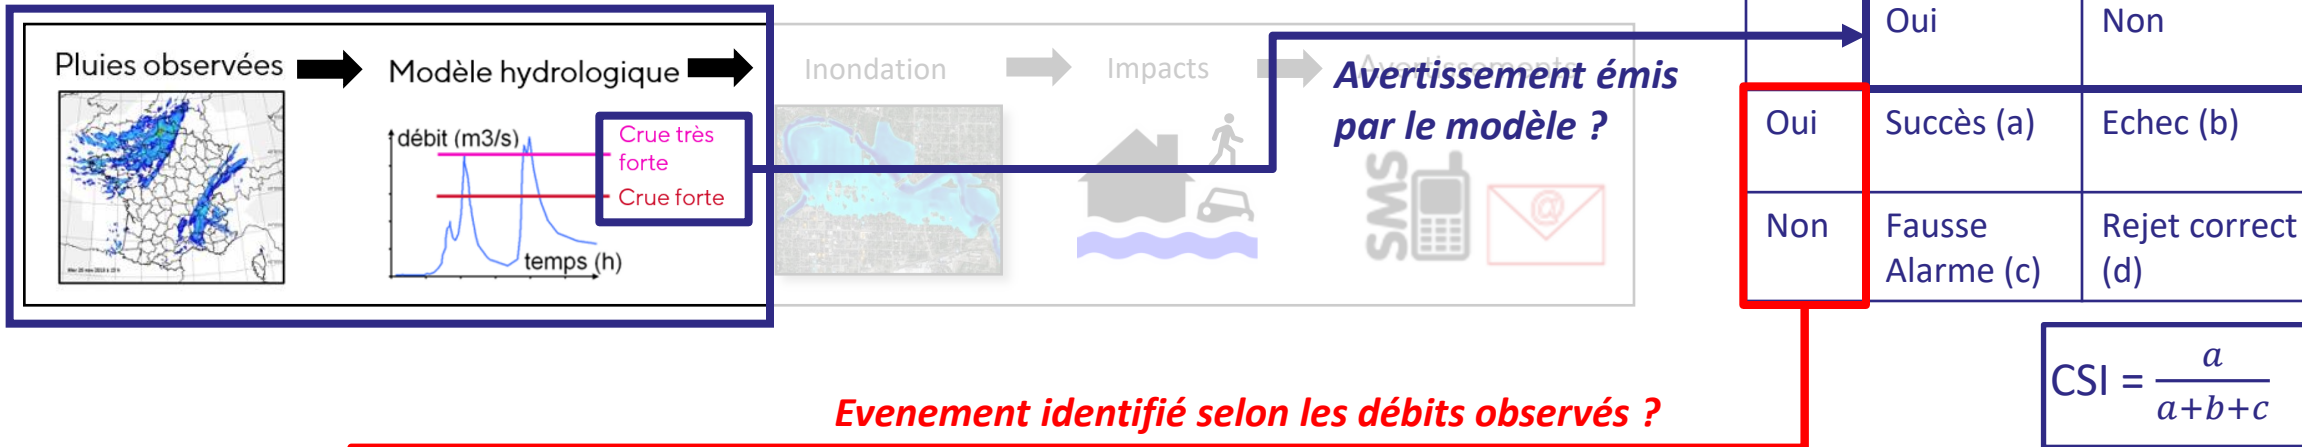 Pluies observées
Modèle hydrologique
Inondation
Impacts
Avertissements
débit (m3/s)
Crue très
forte
Crue forte
temps (h)
SMS
@
Avertissement émis
par le modèle ?
Oui Non
Oui Succès (a) Echec (b)
Non Fausse Rejet correct
Alarme (c) (d)
CSI = a
a+b+c
Evenement identifié selon les débits observés ?